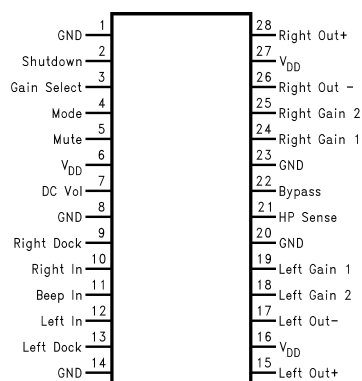 GND 1 28 Right Out+
Shutdown 2 27 VDD
Gain Select 3 26 Right Out -
Mode 4 25 Right Gain 2
Mute 5 24 Right Gain 1
VDD 6 23 GND
DC Vol 7 22 Bypass
GND 8 21 HP Sense
Right Dock 9 20 GND
Right In 10 19 Left Gain 1
Beep In 11 18 Left Gain 2
Left In 12 17 Left Out-
Left Dock 13 16 VDD
GND 14 15 Left Out+